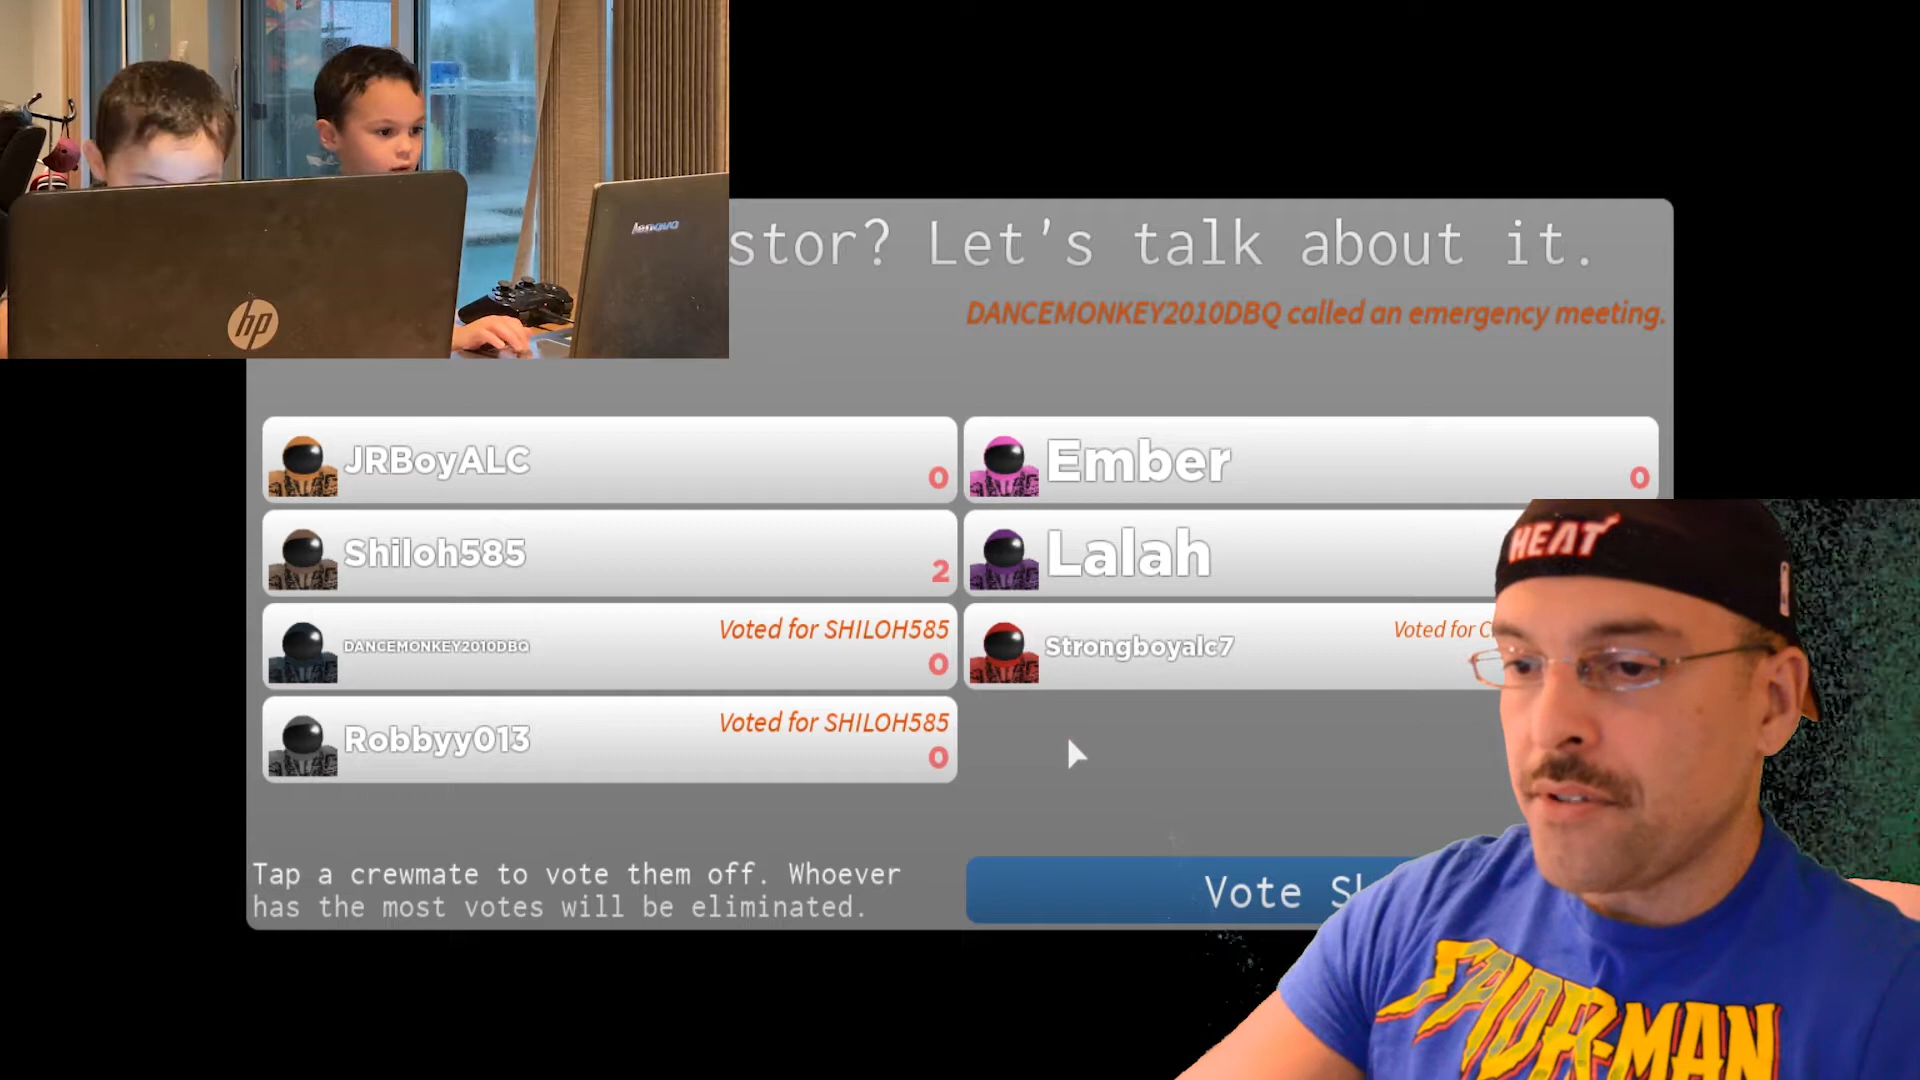 lenovo
hp
stor? Let's talk about it.
DANCEMONKEY2010DBQ called an emergency meeting.
JRBoyALC
0
Ember
0
Shiloh585
2
Lalah
DANCEMONKEY2010DBQ
Voted for SHILOH585
0
Strongboyalc7
Voted for
Robbyy013
Voted for SHILOH585
0
Tap a crewmate to vote them off. Whoever
has the most votes will be eliminated.
Vote
HEAT
SPIDER-MAN